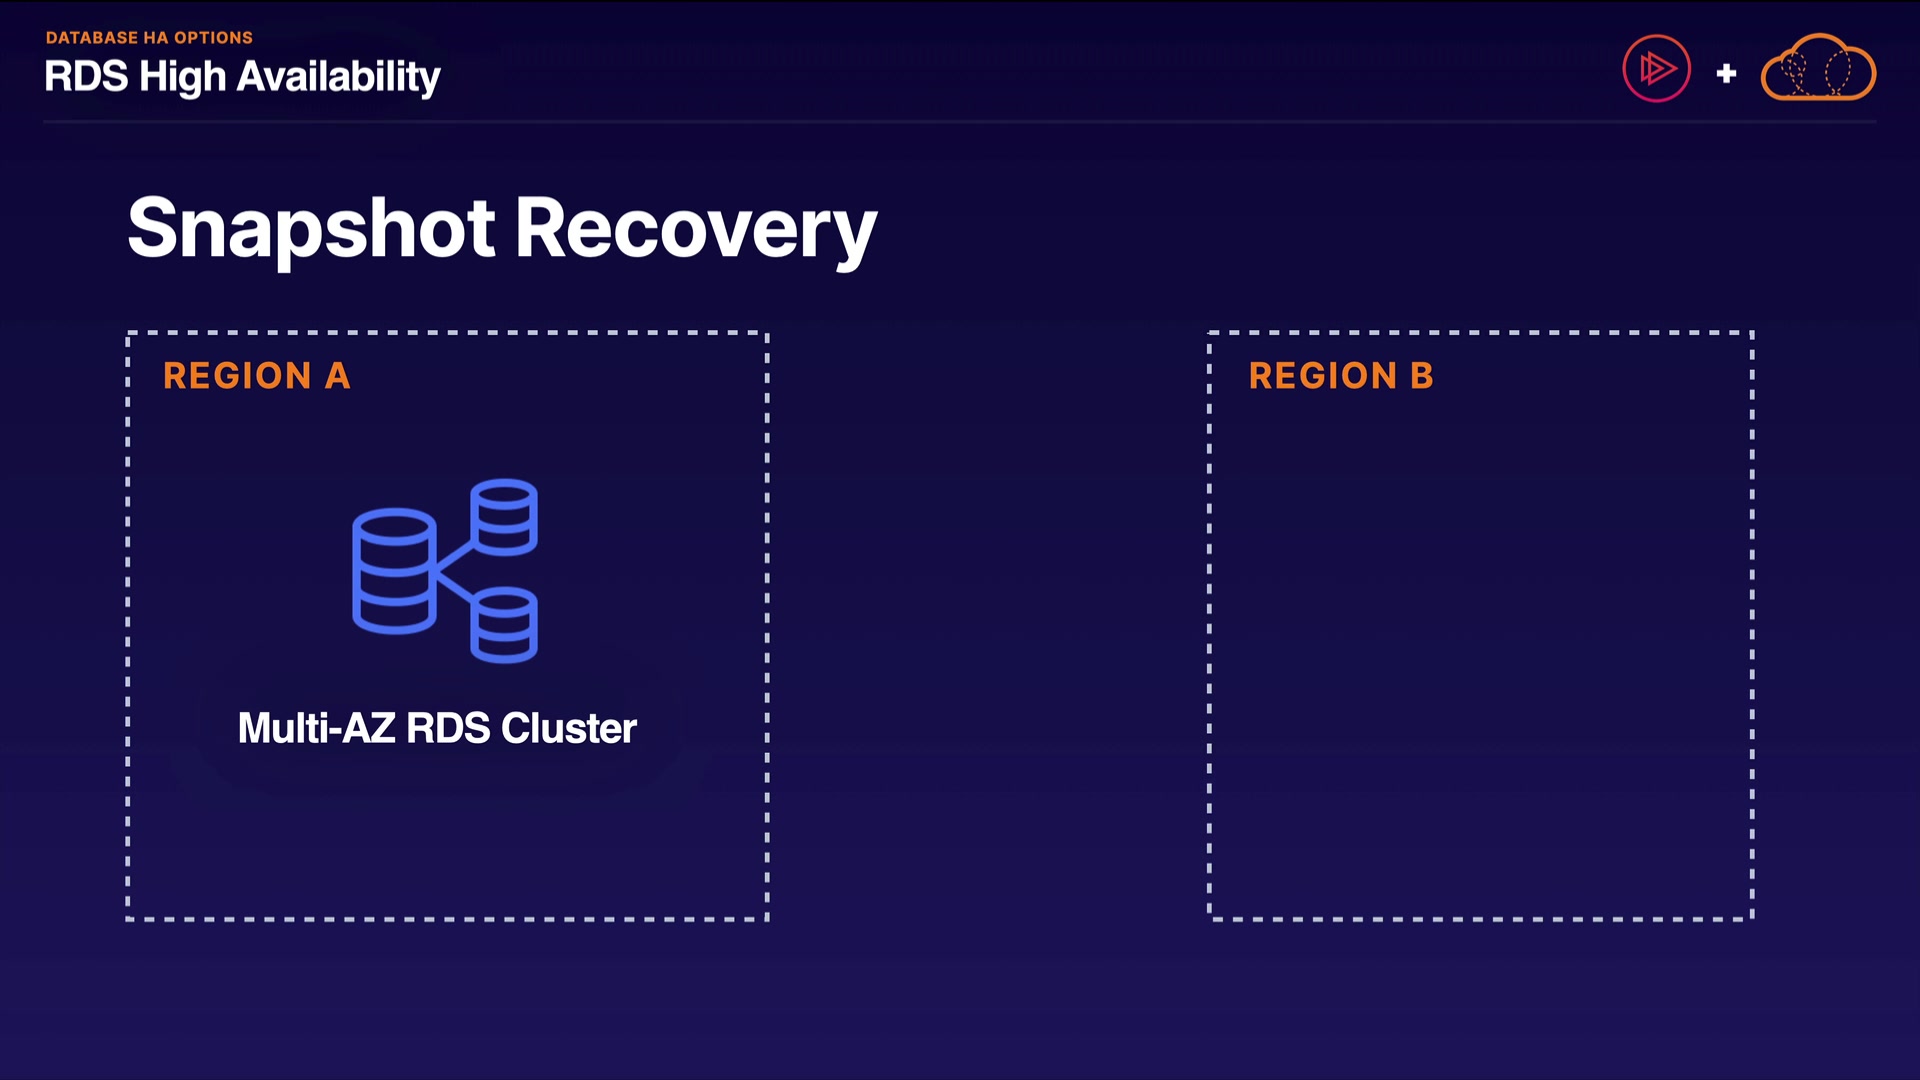 DATABASE HA OPTIONS
RDS High Availability
Snapshot Recovery
REGION A
REGION B
Multi-AZ RDS Cluster